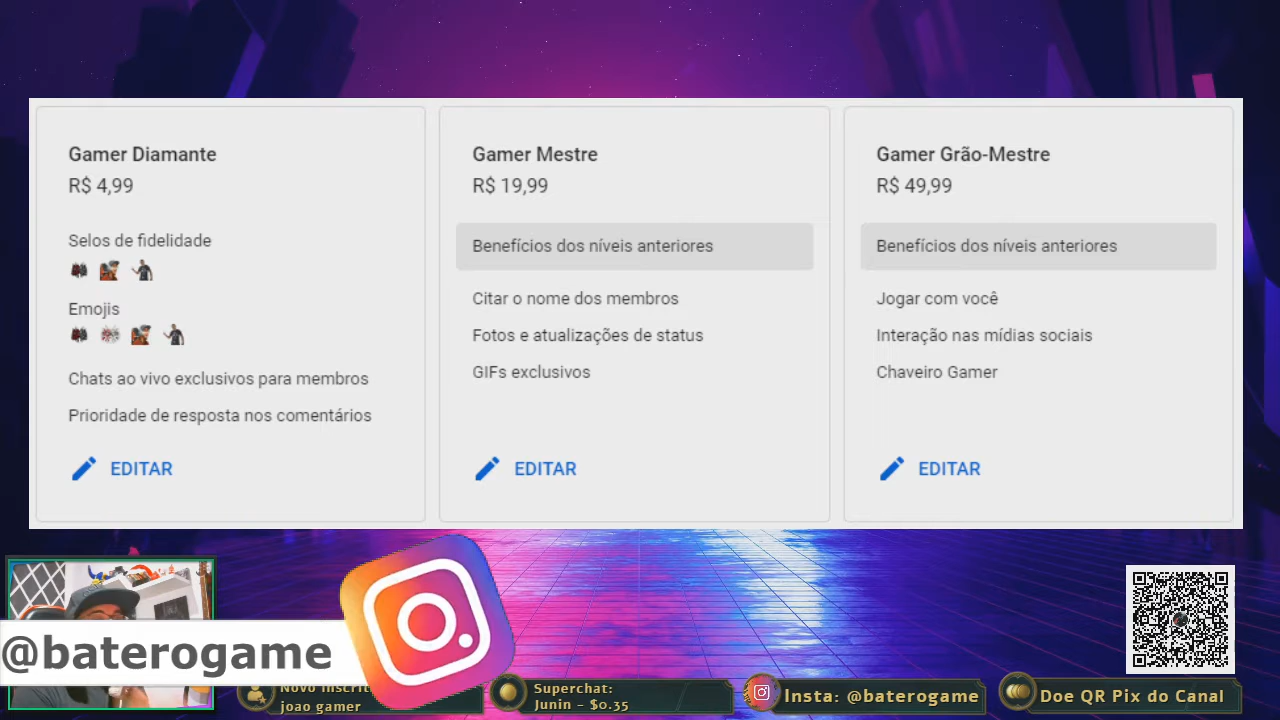 Gamer Diamante
R$ 4,99
Selos de fidelidade
Emojis
Chats ao vivo exclusivos para membros
Prioridade de resposta nos comentários
EDITAR
Gamer Mestre
R$ 19,99
Benefícios dos níveis anteriores
Citar o nome dos membros
Fotos e atualizações de status
GIFs exclusivos
EDITAR
Gamer Grão-Mestre
R$ 49,99
Benefícios dos níveis anteriores
Jogar com você
Interação nas mídias sociais
Chaveiro Gamer
EDITAR
@baterogame
Novo
joao gamer
Superchat:
Junin - $0.35
Insta: @baterogame
Doe QR Pix do Canal